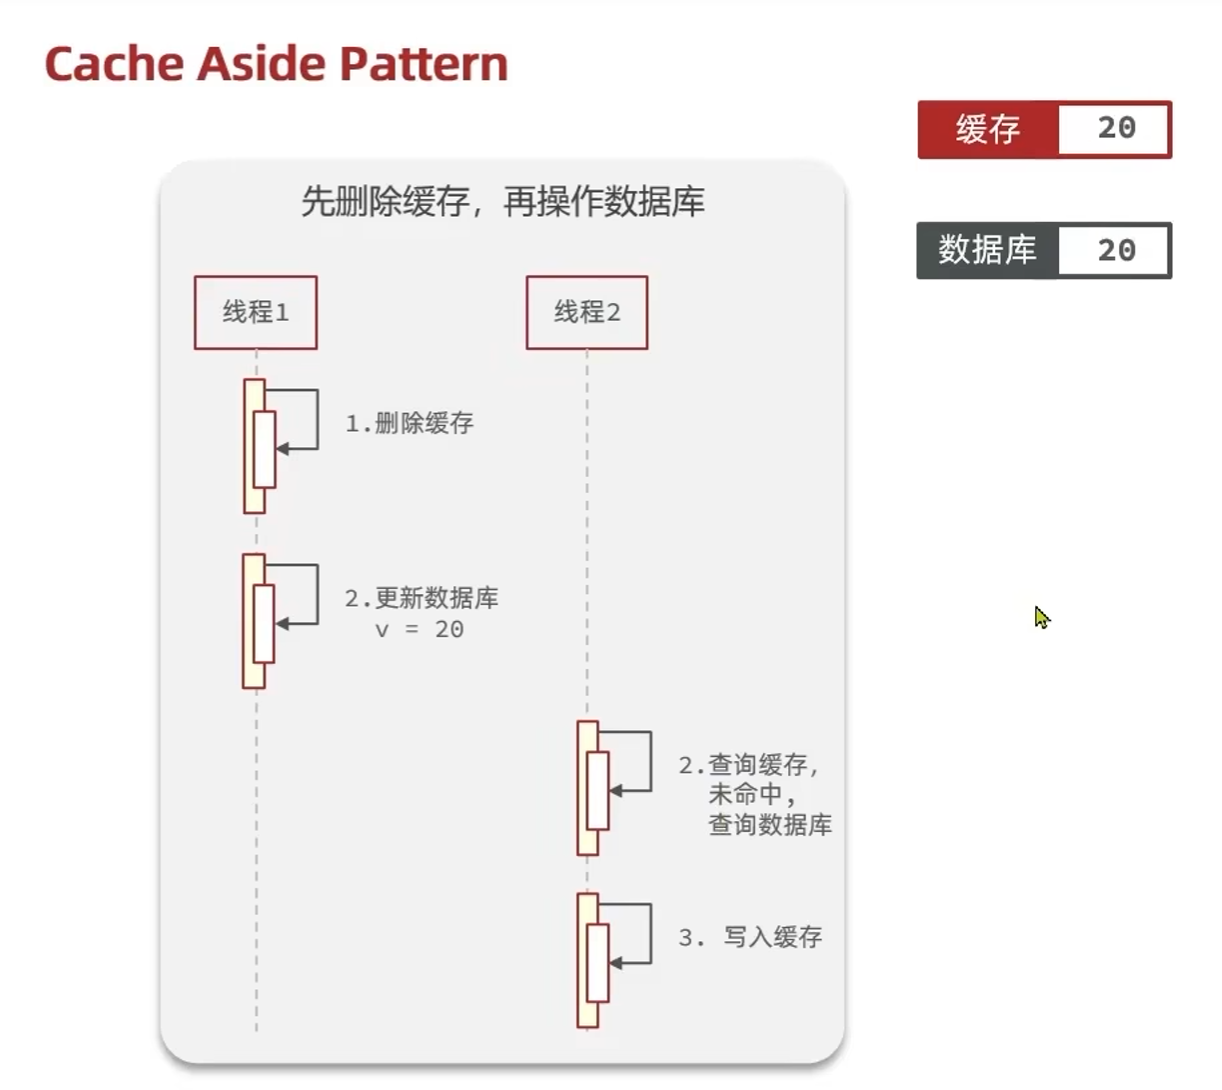 Cache Aside Pattern
缓存 20
数据库 20
先删除缓存，再操作数据库
线程1
线程2
1.删除缓存
2.更新数据库
v = 20
2.查询缓存，
未命中，
查询数据库
3. 写入缓存